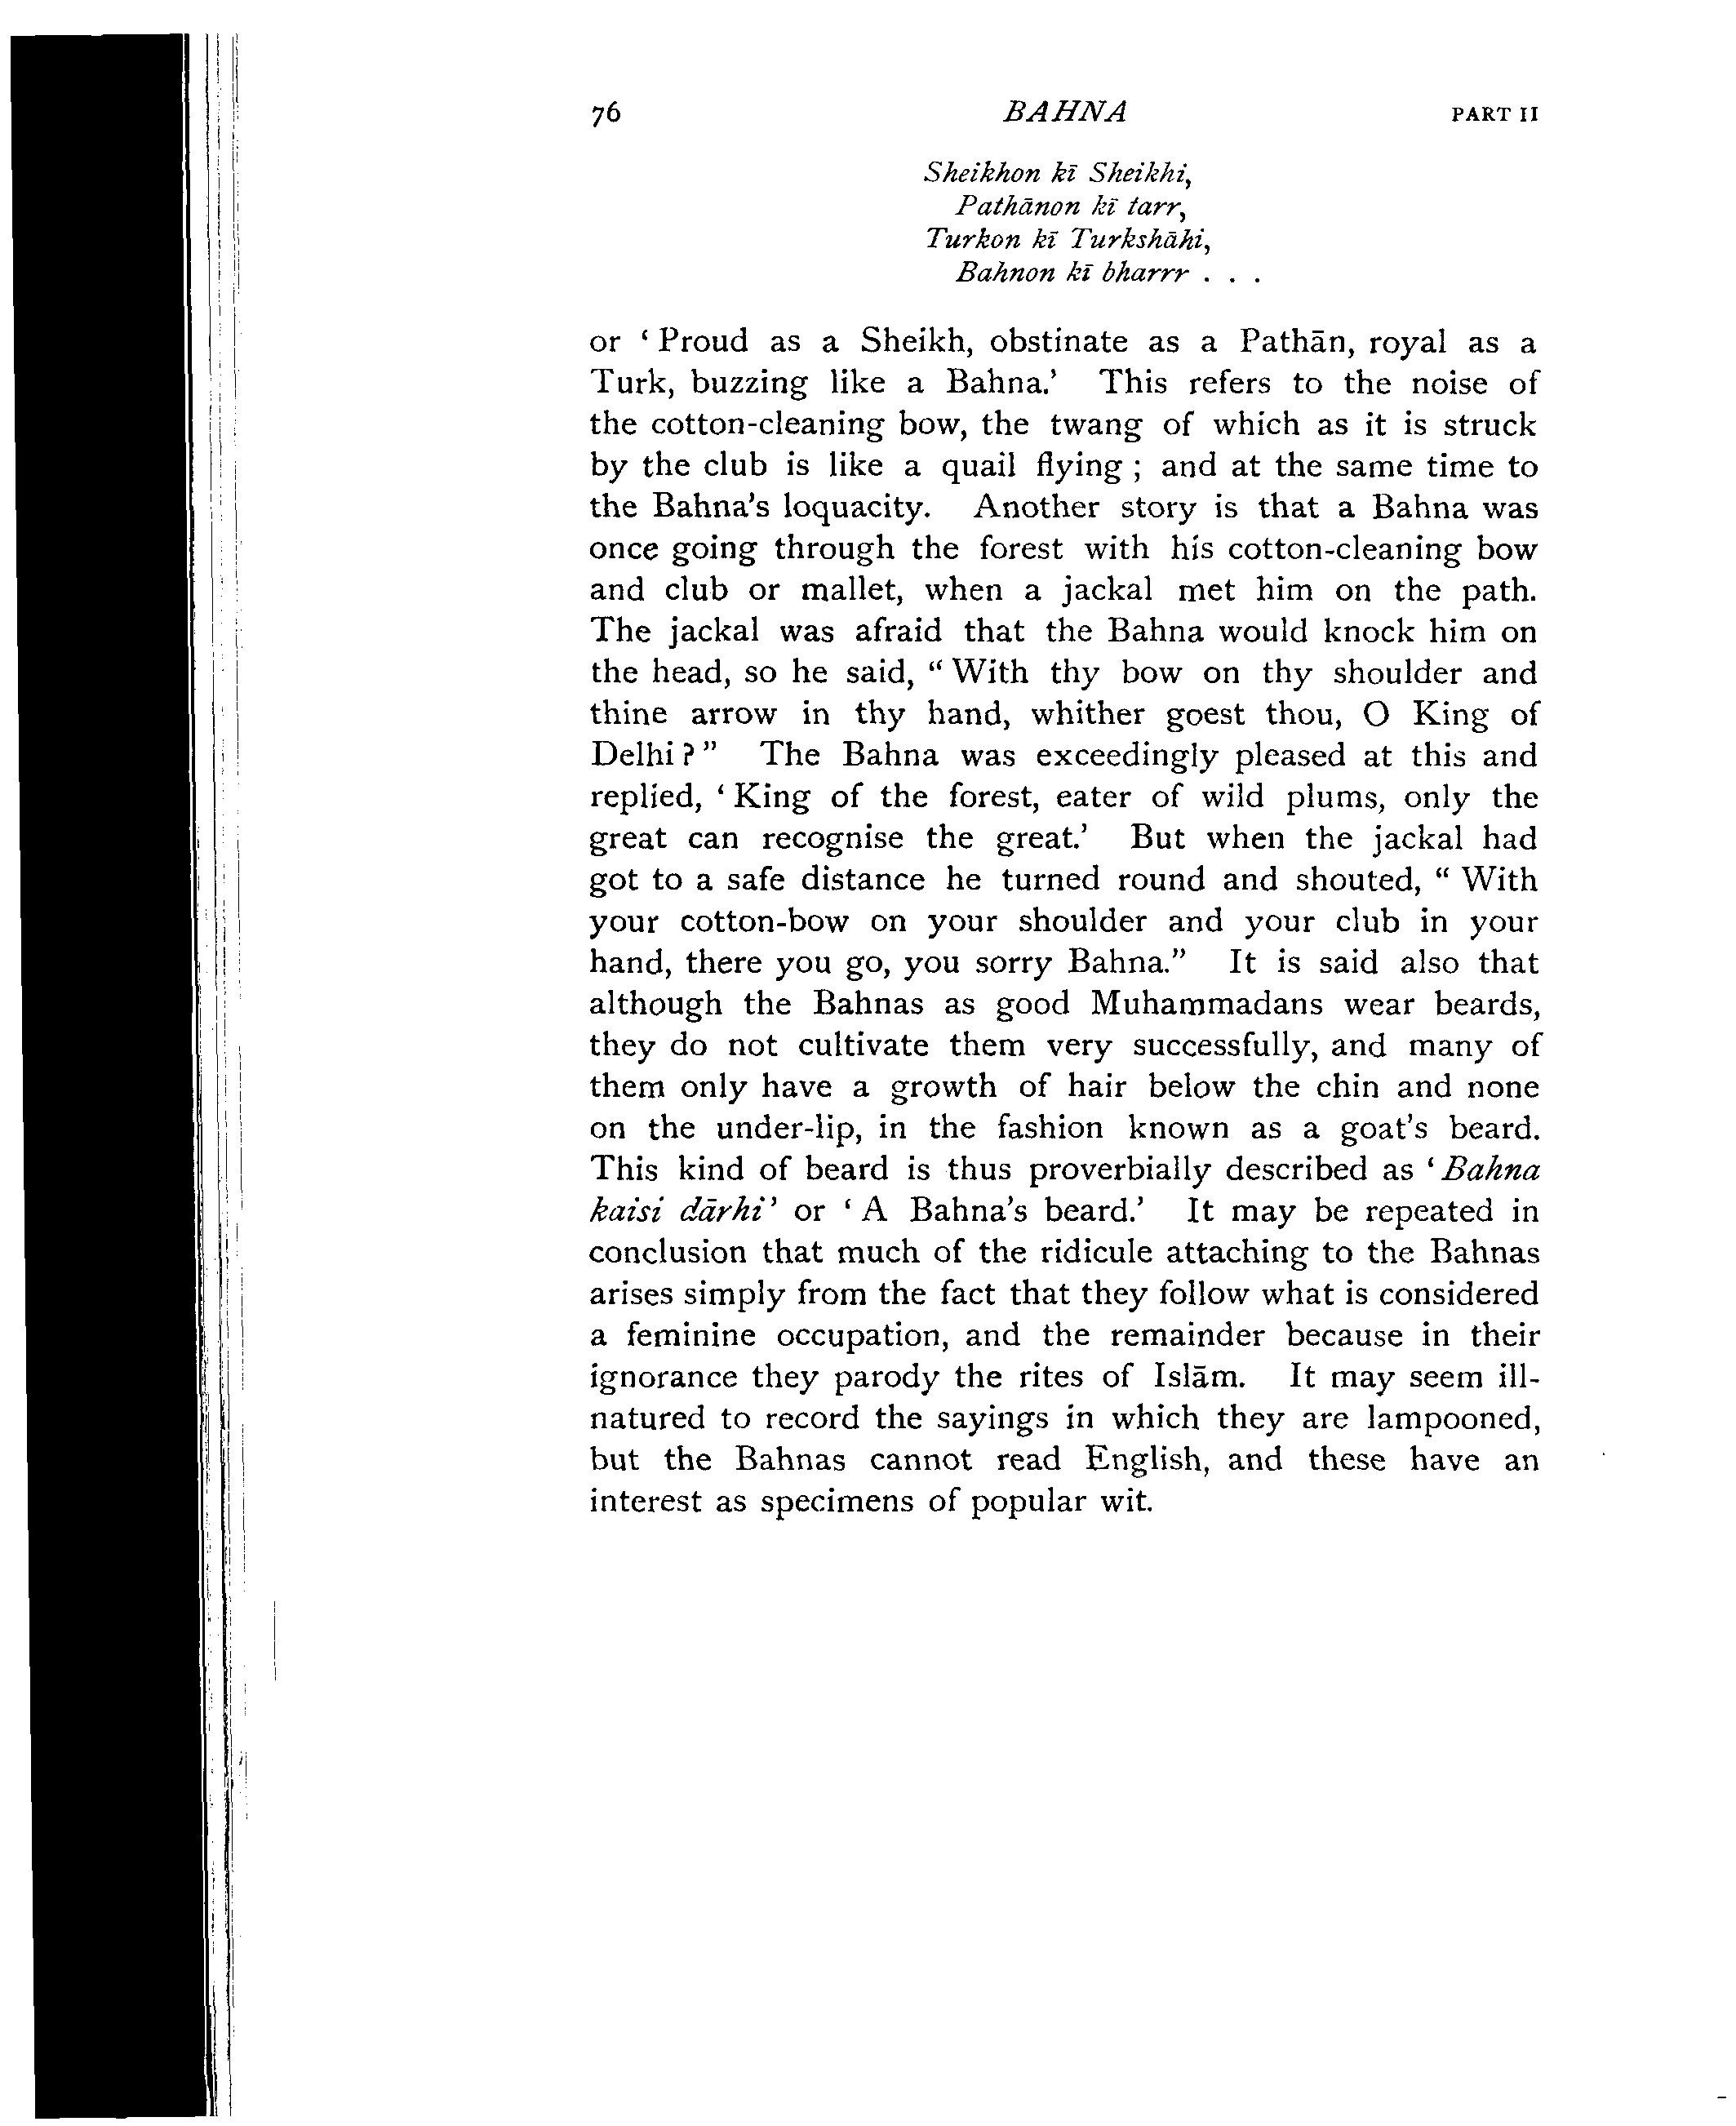 76 BAHNA PART II
Sheikhon kī Sheikhi,
Pathānon kī tarr,
Turkon kī Turkshāhi,
Bahnon kī bharrr . . .
or ‘ Proud as a Sheikh, obstinate as a Pathān, royal as a
Turk, buzzing like a Bahna.’ This refers to the noise of
the cotton-cleaning bow, the twang of which as it is struck
by the club is like a quail flying ; and at the same time to
the Bahna’s loquacity. Another story is that a Bahna was
once going through the forest with his cotton-cleaning bow
and club or mallet, when a jackal met him on the path.
The jackal was afraid that the Bahna would knock him on
the head, so he said, “ With thy bow on thy shoulder and
thine arrow in thy hand, whither goest thou, O King of
Delhi ? ” The Bahna was exceedingly pleased at this and
replied, ‘ King of the forest, eater of wild plums, only the
great can recognise the great.’ But when the jackal had
got to a safe distance he turned round and shouted, “ With
your cotton-bow on your shoulder and your club in your
hand, there you go, you sorry Bahna.” It is said also that
although the Bahnas as good Muhammadans wear beards,
they do not cultivate them very successfully, and many of
them only have a growth of hair below the chin and none
on the under-lip, in the fashion known as a goat’s beard.
This kind of beard is thus proverbially described as ‘ Bahna
kaisi dārhi ’ or ‘ A Bahna’s beard.’ It may be repeated in
conclusion that much of the ridicule attaching to the Bahnas
arises simply from the fact that they follow what is considered
a feminine occupation, and the remainder because in their
ignorance they parody the rites of Islām. It may seem ill-
natured to record the sayings in which they are lampooned,
but the Bahnas cannot read English, and these have an
interest as specimens of popular wit.